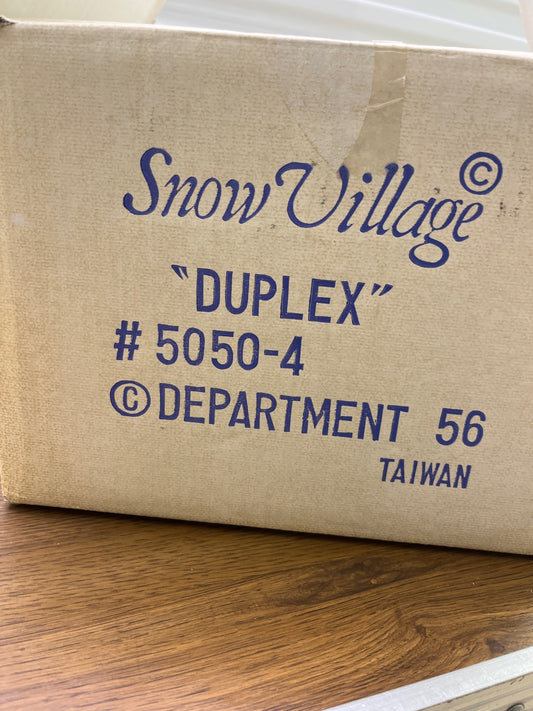 Snow Village ©
"DUPLEX"
# 5050-4
© DEPARTMENT 56
TAIWAN